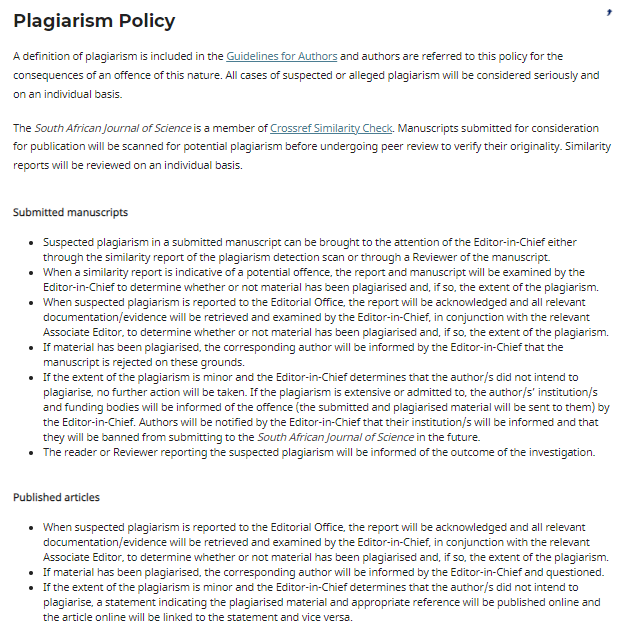 Plagiarism Policy
A definition of plagiarism is included in the Guidelines for Authors and authors are referred to this policy for the
consequences of an offence of this nature. All cases of suspected or alleged plagiarism will be considered seriously and
on an individual basis.
The South African Journal of Science is a member of Crossref Similarity Check. Manuscripts submitted for consideration
for publication will be scanned for potential plagiarism before undergoing peer review to verify their originality. Similarity
reports will be reviewed on an individual basis.
Submitted manuscripts
• Suspected plagiarism in a submitted manuscript can be brought to the attention of the Editor-in-Chief either
through the similarity report of the plagiarism detection scan or through a Reviewer of the manuscript.
• When a similarity report is indicative of a potential offence, the report and manuscript will be examined by the
Editor-in-Chief to determine whether or not material has been plagiarised and, if so, the extent of the plagiarism.
• When suspected plagiarism is reported to the Editorial Office, the report will be acknowledged and all relevant
documentation/evidence will be retrieved and examined by the Editor-in-Chief, in conjunction with the relevant
Associate Editor, to determine whether or not material has been plagiarised and, if so, the extent of the plagiarism.
• If material has been plagiarised, the corresponding author will be informed by the Editor-in-Chief that the
manuscript is rejected on these grounds.
• If the extent of the plagiarism is minor and the Editor-in-Chief determines that the author/s did not intend to
plagiarise, no further action will be taken. If the plagiarism is extensive or admitted to, the author/s' institution/s
and funding bodies will be informed of the offence (the submitted and plagiarised material will be sent to them) by
the Editor-in-Chief. Authors will be notified by the Editor-in-Chief that their institution/s will be informed and that
they will be banned from submitting to the South African Journal of Science in the future.
• The reader or Reviewer reporting the suspected plagiarism will be informed of the outcome of the investigation.
Published articles
• When suspected plagiarism is reported to the Editorial Office, the report will be acknowledged and all relevant
documentation/evidence will be retrieved and examined by the Editor-in-Chief, in conjunction with the relevant
Associate Editor, to determine whether or not material has been plagiarised and, if so, the extent of the plagiarism.
• If material has been plagiarised, the corresponding author will be informed by the Editor-in-Chief and questioned.
• If the extent of the plagiarism is minor and the Editor-in-Chief determines that the author/s did not intend to
plagiarise, a statement indicating the plagiarised material and appropriate reference will be published online and
the article online will be linked to the statement and vice versa.